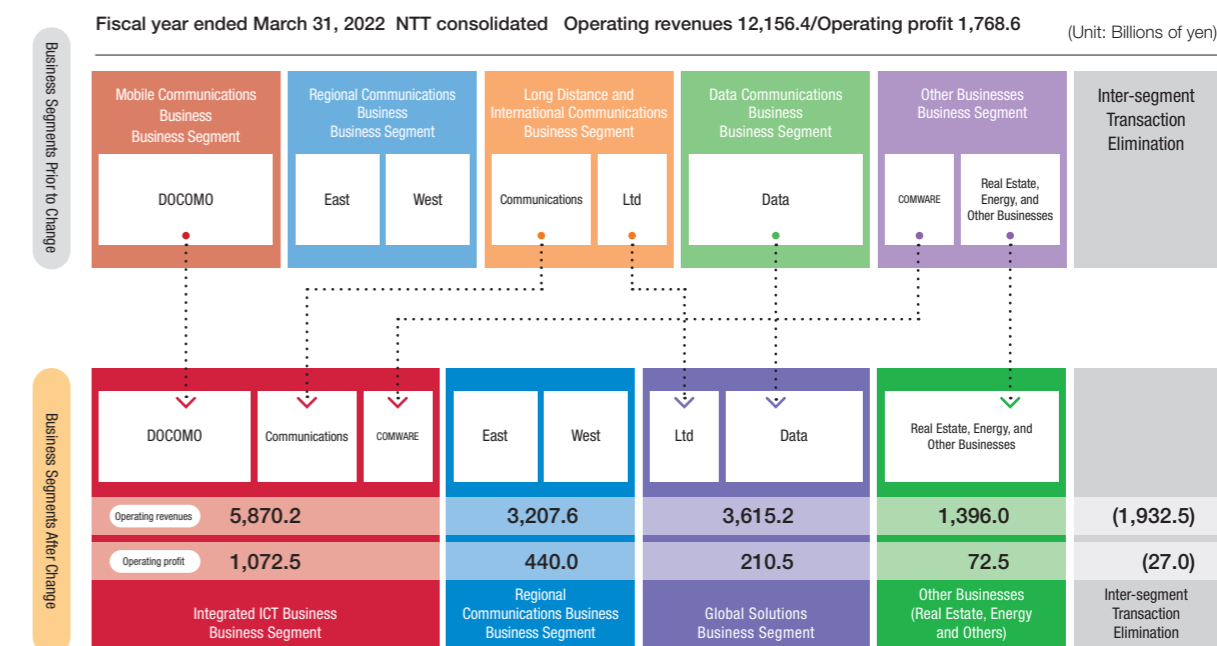 Fiscal year ended March 31, 2022 NTT consolidated Operating revenues 12,156.4/Operating profit 1,768.6
(Unit: Billions of yen)
Business Segments Prior to Change
Mobile Communications
Business
Business Segment
DOCOMO
Regional Communications
Business
Business Segment
East
West
Long Distance and
International Communications
Business Segment
Communications
Ltd
Data Communications
Business
Business Segment
Data
Other Businesses
Business Segment
COMWARE
Real Estate,
Energy, and
Other Businesses
Inter-segment
Transaction
Elimination
Business Segments After Change
DOCOMO
Communications
COMWARE
East
West
Ltd
Data
Real Estate, Energy, and
Other Businesses
Operating revenues
5,870.2
3,207.6
3,615.2
1,396.0
(1,932.5)
Operating profit
1,072.5
440.0
210.5
72.5
(27.0)
Integrated ICT Business
Business Segment
Regional
Communications Business
Business Segment
Global Solutions
Business Segment
Other Businesses
(Real Estate, Energy
and Others)
Inter-segment
Transaction
Elimination